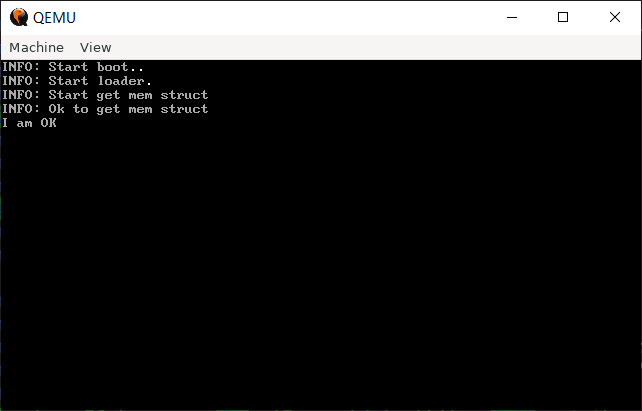 QEMU
Machine View
INFO: Start boot..
INFO: Start loader.
INFO: Start get mem struct
INFO: Ok to get mem struct
I am OK